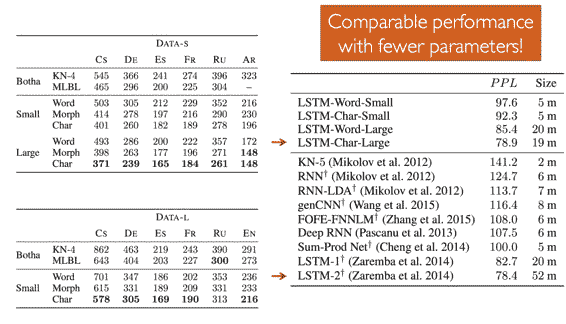 Comparable performance
with fewer parameters!
DATA-S
CS DE ES FR RU AR
Botha KN-4 545 366 241 274 396 323
MLBL 465 296 200 225 304 –
Small Word 503 305 212 229 352 216
Morph 414 278 197 216 290 230
Char 401 260 182 189 278 196
Large Word 493 286 200 222 357 172
Morph 398 263 177 196 271 148
Char 371 239 165 184 261 148
DATA-L
CS DE ES FR RU EN
Botha KN-4 862 463 219 243 390 291
MLBL 643 404 203 227 300 273
Small Word 701 347 186 202 353 236
Morph 615 331 189 209 331 233
Char 578 305 169 190 313 216
PPL Size
LSTM-Word-Small 97.6 5 m
LSTM-Char-Small 92.3 5 m
LSTM-Word-Large 85.4 20 m
LSTM-Char-Large 78.9 19 m
KN-5 (Mikolov et al. 2012) 141.2 2 m
RNN† (Mikolov et al. 2012) 124.7 6 m
RNN-LDA† (Mikolov et al. 2012) 113.7 7 m
genCNN† (Wang et al. 2015) 116.4 8 m
FOFE-FNNLM† (Zhang et al. 2015) 108.0 6 m
Deep RNN (Pascanu et al. 2013) 107.5 6 m
Sum-Prod Net† (Cheng et al. 2014) 100.0 5 m
LSTM-1† (Zaremba et al. 2014) 82.7 20 m
LSTM-2† (Zaremba et al. 2014) 78.4 52 m